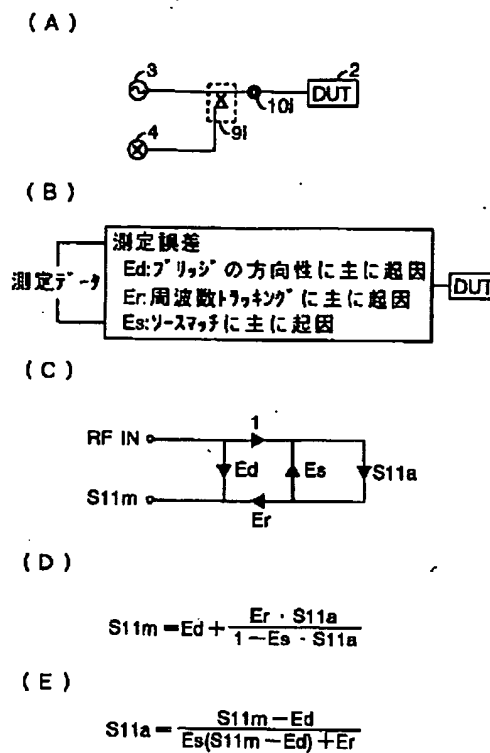 (A)
3
2
DUT
10i
4
9i
(B)
測定誤差
Ed:ブリッジの方向性に主に起因
測定データ
Er:周波数トラッキングに主に起因
DUT
Es:ソースマッチに主に起因
(C)
1
RF IN
Ed
Es
S11a
S11m
Er
(D)
S11m=Ed+ Er・S11a
1−Es・S11a
(E)
S11a= S11m−Ed
Es(S11m−Ed)+Er